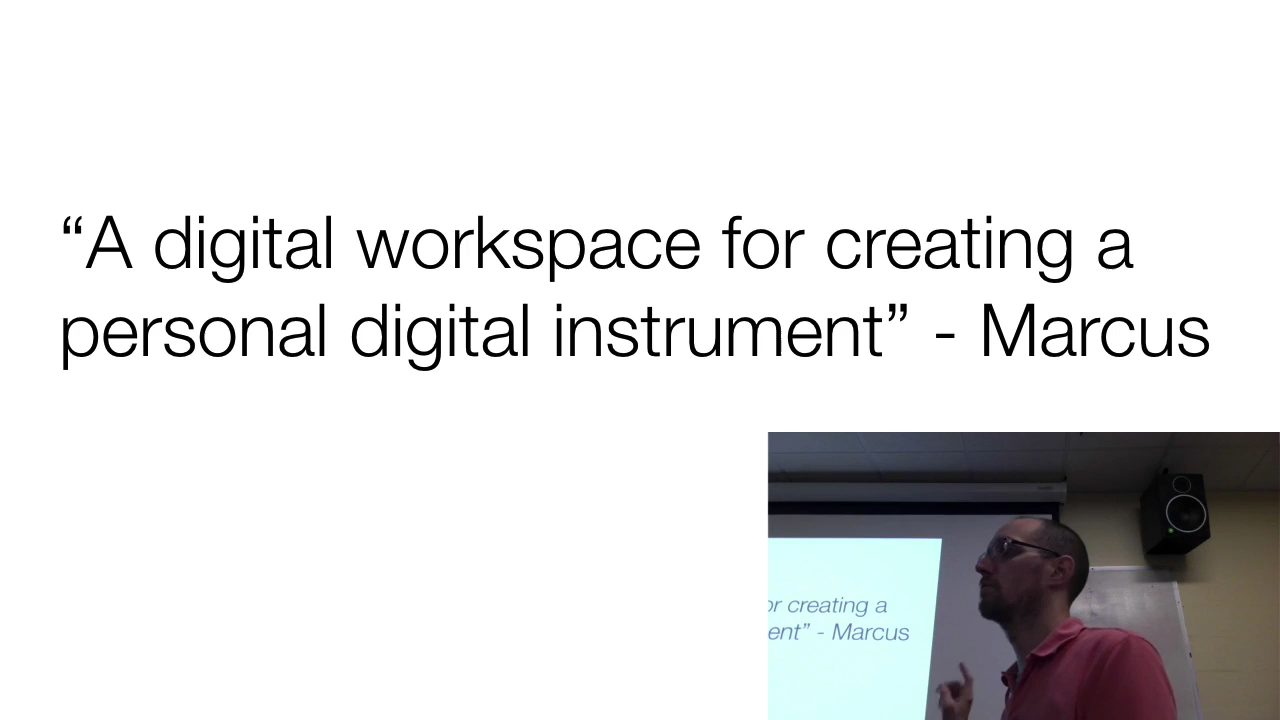 “A digital workspace for creating a
personal digital instrument” - Marcus
or creating a
ent” - Marcus